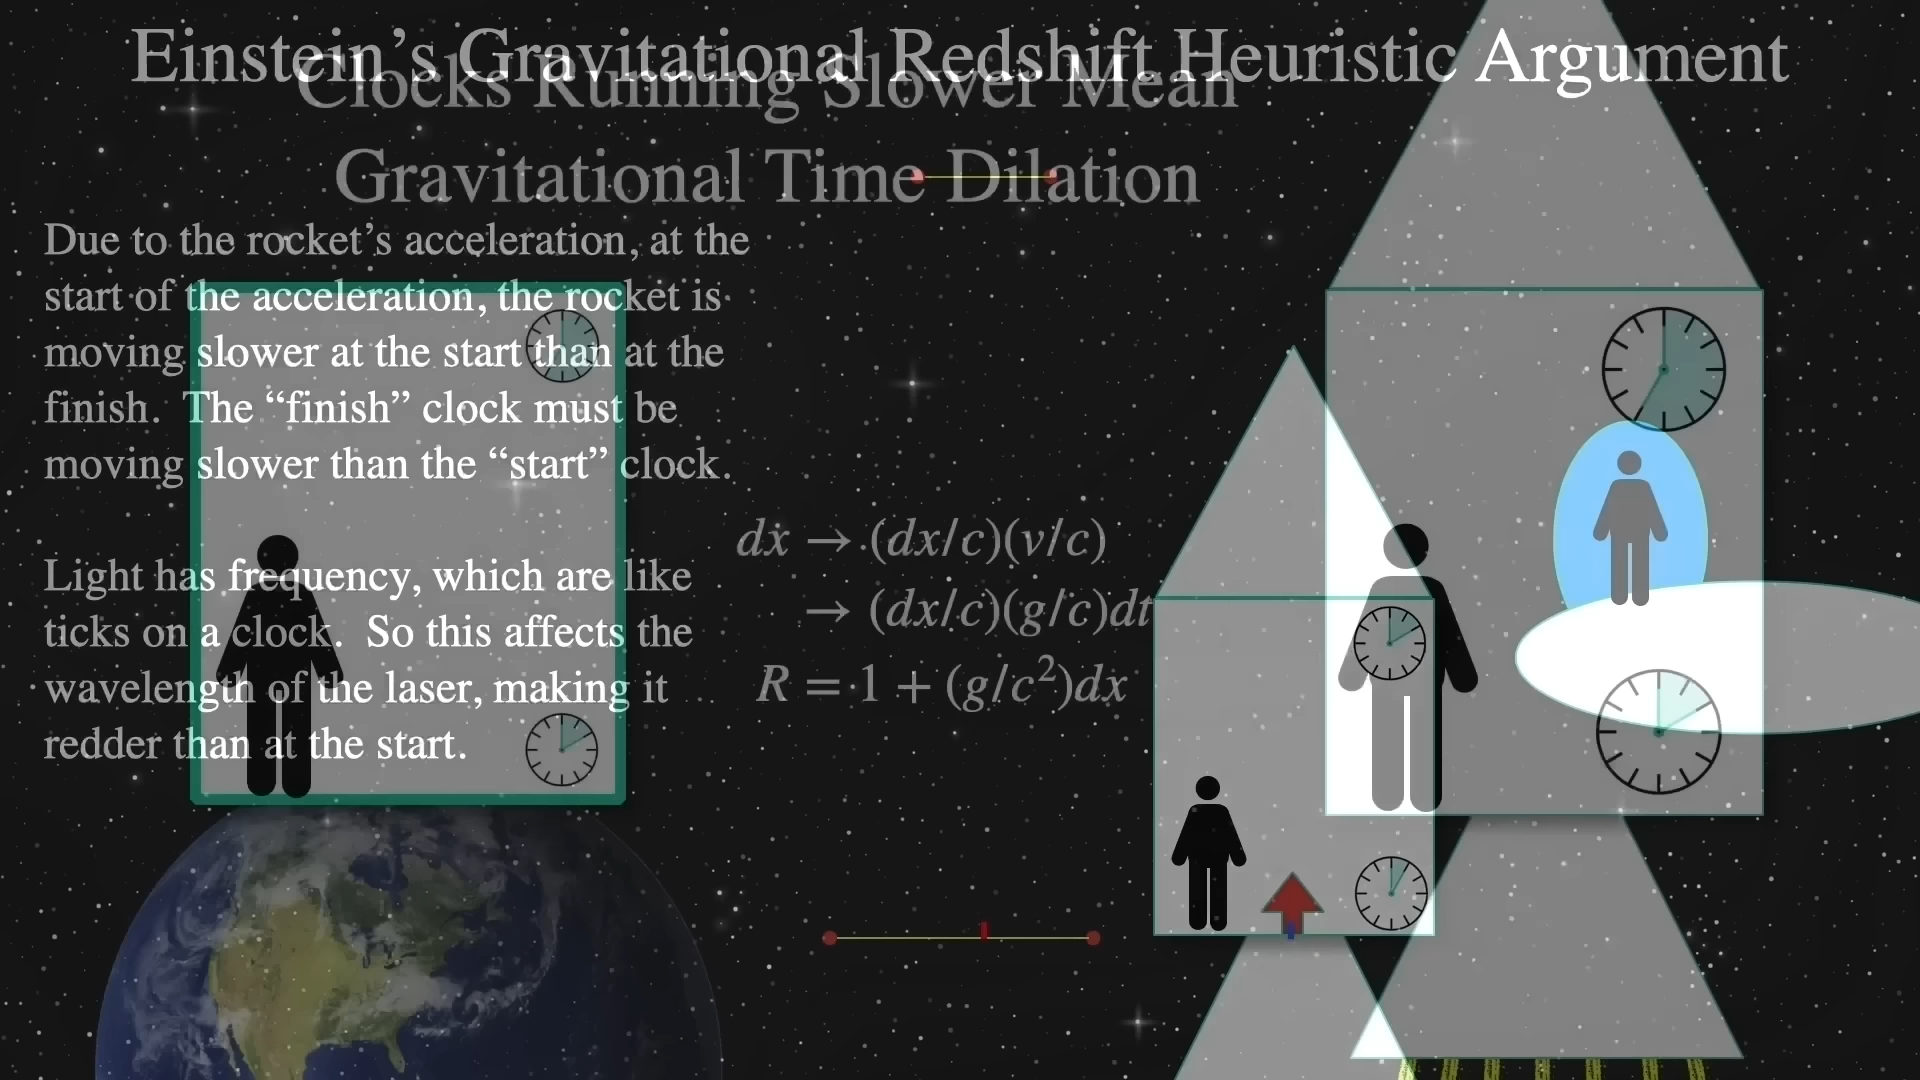 Einstein’s Gravitational Redshift Heuristic Argument
Clocks Running Slower Mean
Gravitational Time Dilation
Due to the rocket’s acceleration, at the
start of the acceleration, the rocket is
moving slower at the start than at the
finish.  The “finish” clock must be
moving slower than the “start” clock.
Light has frequency, which are like
ticks on a clock.  So this affects the
wavelength of the laser, making it
redder than at the start.
dx → (dx/c)(v/c)
→ (dx/c)(g/c)dt
R = 1 + (g/c²)dx